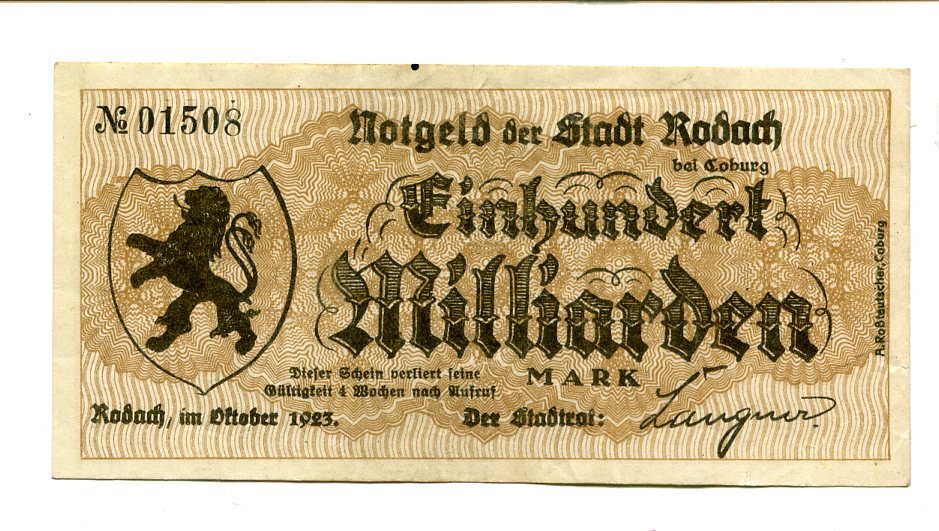 № 01508
Notgeld der Stadt Rodach
bei Coburg
Einhundert
Milliarden
MARK
Dieser Schein verliert seine
Gültigkeit 4 Wochen nach Aufruf
Rodach, im Oktober 1923.
Der Stadtrat:
A. Roßteutscher, Coburg